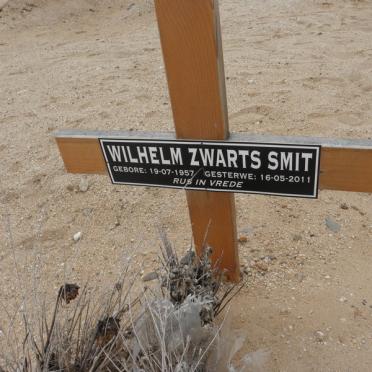 WILHELM ZWARTS SMIT
GEBORE: 19-07-1957 GESTERWE: 16-05-2011
RUS IN VREDE